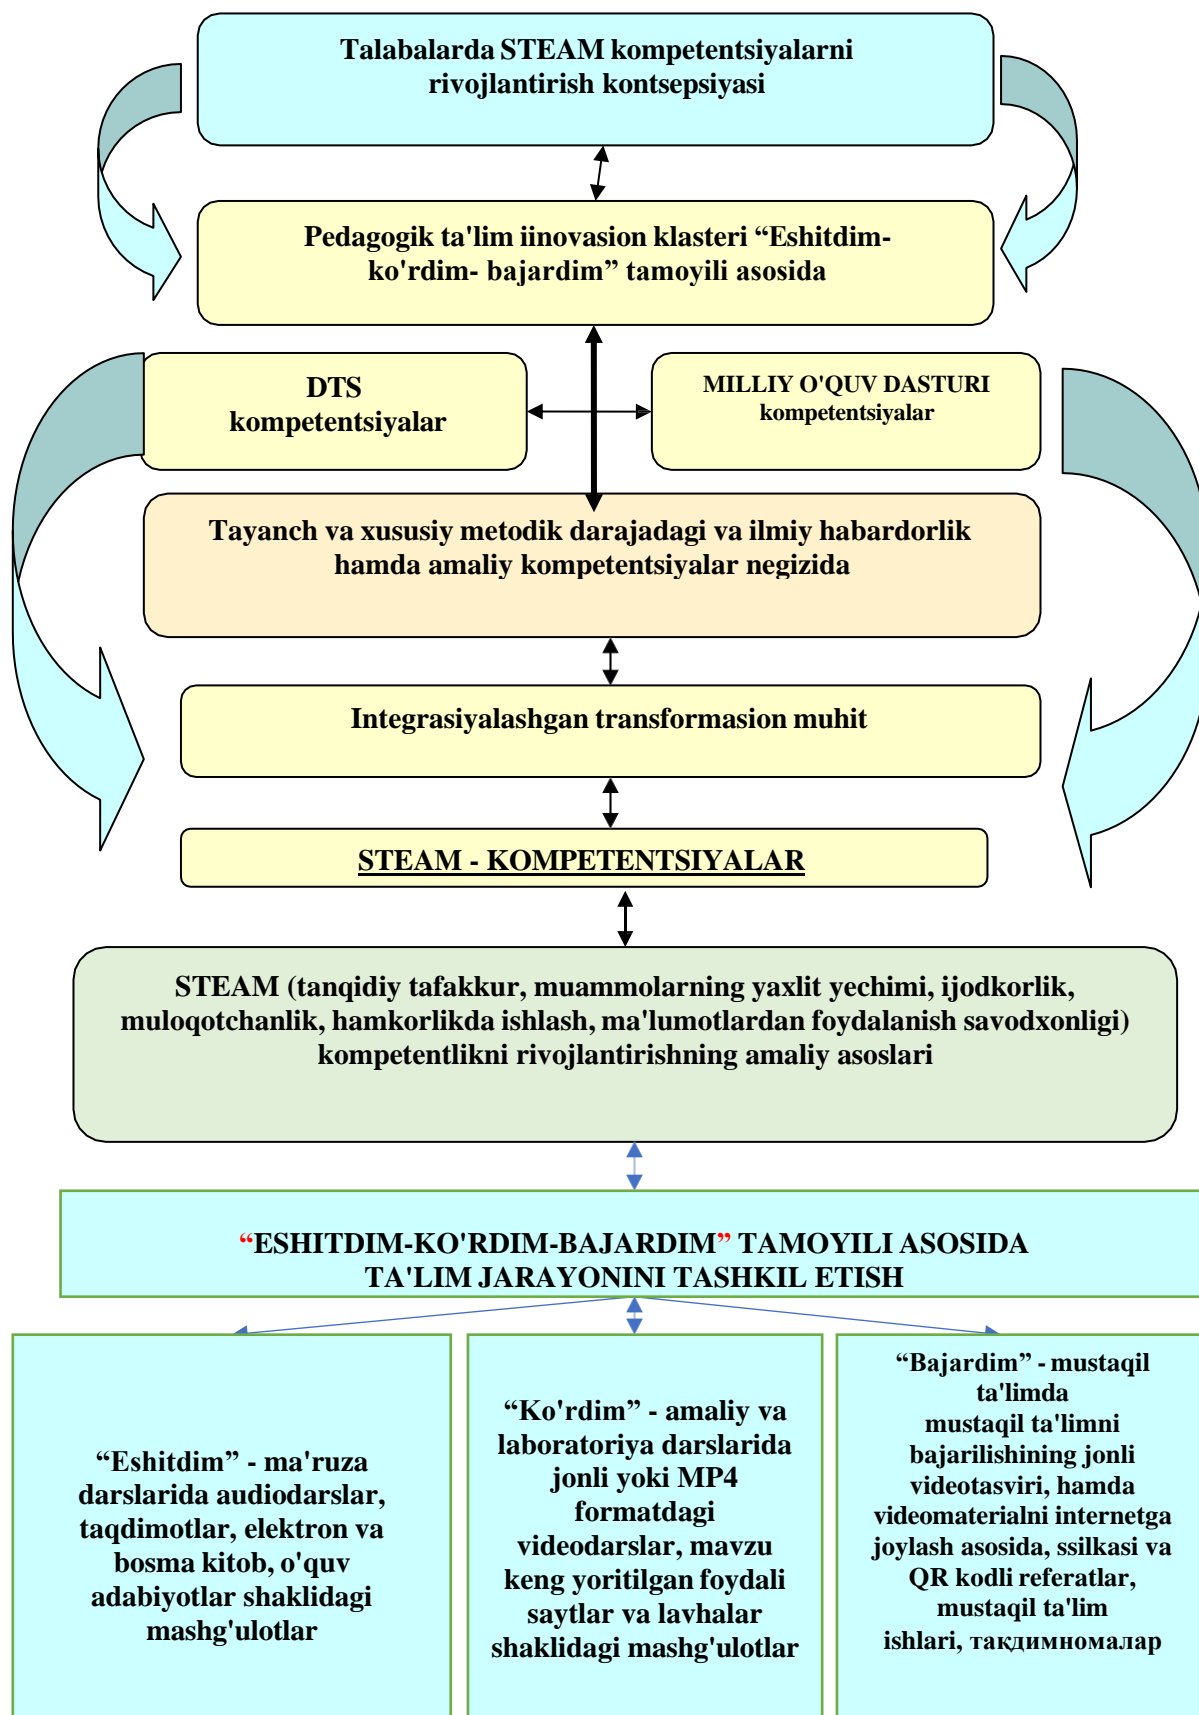 Talabalarda STEAM kompetentsiyalarni
rivojlantirish kontsepsiyasi
Pedagogik ta'lim iinovasion klasteri “Eshitdim-
ko'rdim- bajardim” tamoyili asosida
DTS
kompetentsiyalar
MILLIY O'QUV DASTURI
kompetentsiyalar
Tayanch va xususiy metodik darajadagi va ilmiy habardorlik
hamda amaliy kompetentsiyalar negizida
Integrasiyalashgan transformasion muhit
STEAM - KOMPETENTSIYALAR
STEAM (tanqidiy tafakkur, muammolarning yaxlit yechimi, ijodkorlik,
muloqotchanlik, hamkorlikda ishlash, ma'lumotlardan foydalanish savodxonligi)
kompetentlikni rivojlantirishning amaliy asoslari
“ESHITDIM-KO'RDIM-BAJARDIM” TAMOYILI ASOSIDA
TA'LIM JARAYONINI TASHKIL ETISH
“Eshitdim” - ma'ruza
darslarida audiodarslar,
taqdimotlar, elektron va
bosma kitob, o'quv
adabiyotlar shaklidagi
mashg'ulotlar
“Ko'rdim” - amaliy va
laboratoriya darslarida
jonli yoki MP4
formatdagi
videodarslar, mavzu
keng yoritilgan foydali
saytlar va lavhalar
shaklidagi mashg'ulotlar
“Bajardim” - mustaqil
ta'limda
mustaqil ta'limni
bajarilishining jonli
videotasviri, hamda
videomaterialni internetga
joylash asosida, ssilkasi va
QR kodli referatlar,
mustaqil ta'lim
ishlari, тақдимномалар